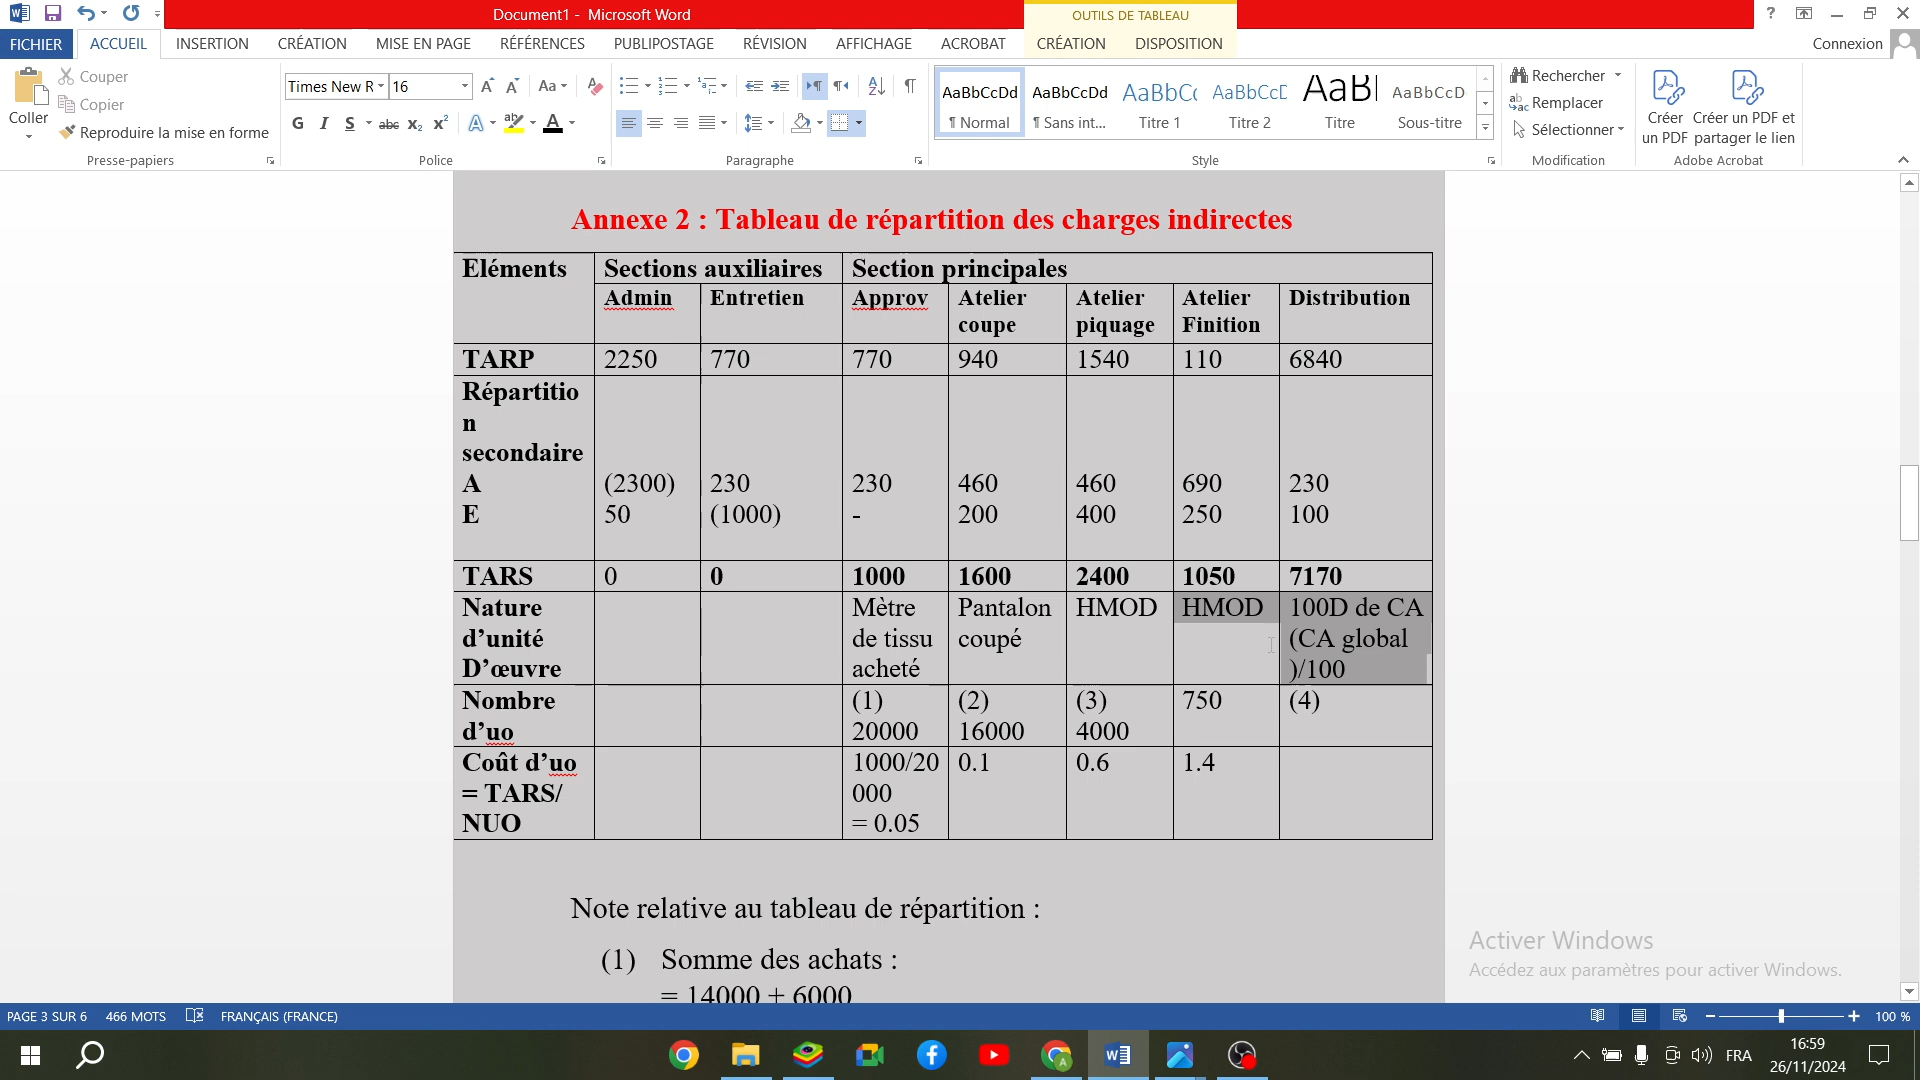 Document1 - Microsoft Word
OUTILS DE TABLEAU
?
FICHIER
ACCUEIL
INSERTION
CRÉATION
MISE EN PAGE
RÉFÉRENCES
PUBLIPOSTAGE
RÉVISION
AFFICHAGE
ACROBAT
CRÉATION
DISPOSITION
Connexion
Coller
Couper
Copier
Reproduire la mise en forme
Presse-papiers
Times New R
16
Aa
G I S abc X₂ X²
Police
Paragraphe
AaBbCcDd
¶ Normal
AaBbCcDd
¶ Sans int...
AaBbCc
Titre 1
AaBbCcE
Titre 2
AaBl
Titre
AaBbCcD
Sous-titre
Style
Rechercher
Remplacer
Sélectionner
Modification
Créer
un PDF
Créer un PDF et
partager le lien
Adobe Acrobat
Annexe 2 : Tableau de répartition des charges indirectes
Eléments
Sections auxiliaires
Section principales
Admin
Entretien
Approv
Atelier
coupe
Atelier
piquage
Atelier
Finition
Distribution
TARP 2250 770 770 940 1540 110 6840
Répartitio
n
secondaire
A (2300) 230 230 460 460 690 230
E 50 (1000) - 200 400 250 100
TARS 0 0 1000 1600 2400 1050 7170
Nature
d’unité
D’œuvre
Mètre
de tissu
acheté
Pantalon
coupé
HMOD
HMOD
100D de CA
(CA global
)/100
Nombre
d’uo
(1)
20000
(2)
16000
(3)
4000
750
(4)
Coût d’uo
= TARS/
NUO
1000/20
000
= 0.05
0.1
0.6
1.4
Note relative au tableau de répartition :
(1) Somme des achats :
= 14000 + 6000
Activer Windows
Accédez aux paramètres pour activer Windows.
PAGE 3 SUR 6
466 MOTS
FRANÇAIS (FRANCE)
100 %
FRA
16:59
26/11/2024